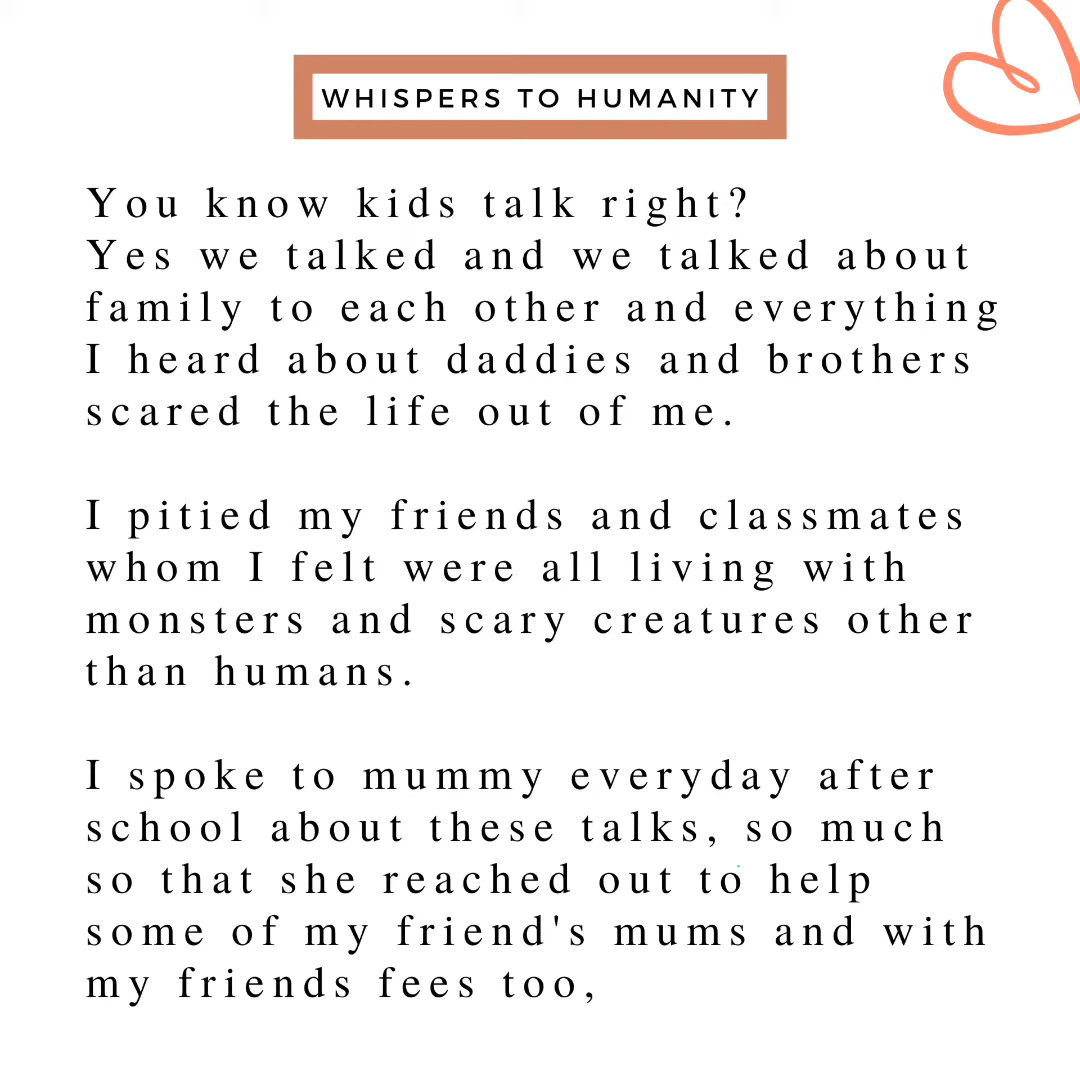 WHISPERS TO HUMANITY
You know kids talk right?
Yes we talked and we talked about
family to each other and everything
I heard about daddies and brothers
scared the life out of me.
I pitied my friends and classmates
whom I felt were all living with
monsters and scary creatures other
than humans.
I spoke to mummy everyday after
school about these talks, so much
so that she reached out to help
some of my friend's mums and with
my friends fees too,